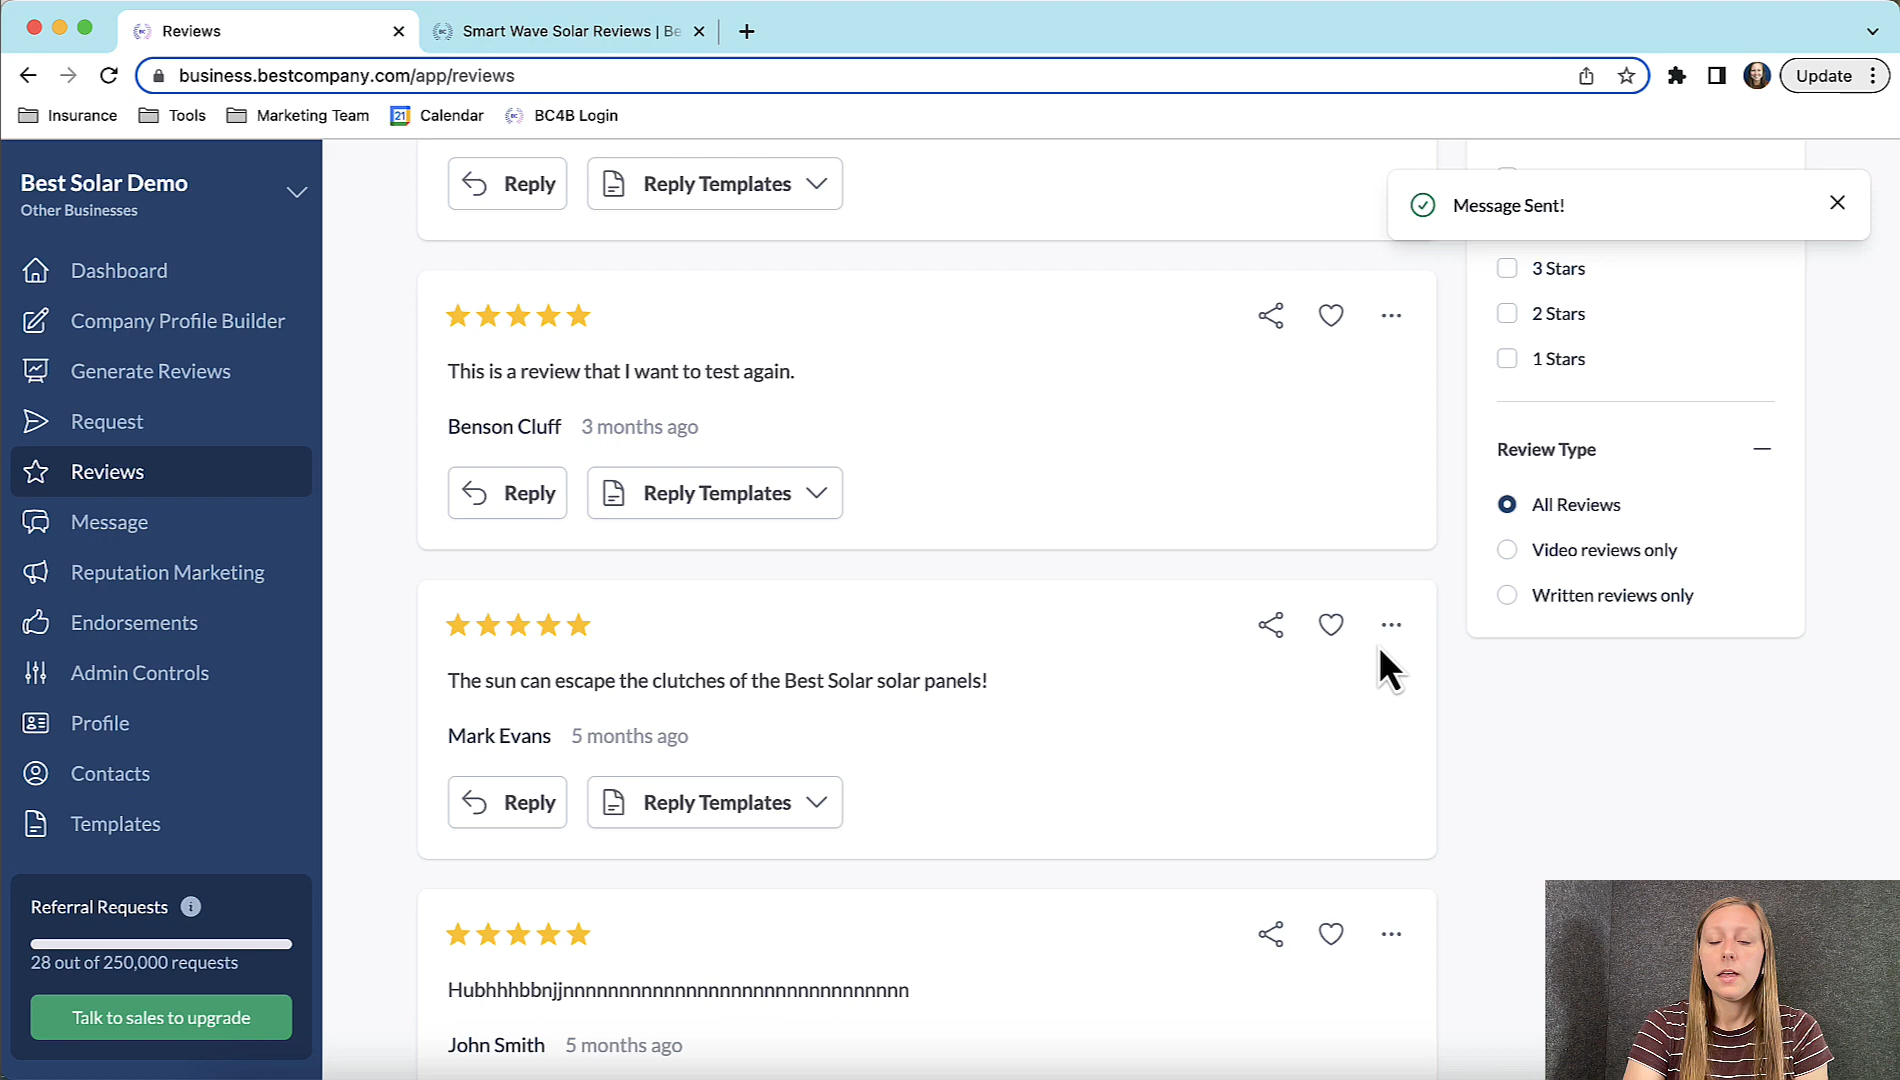 Reviews
Smart Wave Solar Reviews | Be
business.bestcompany.com/app/reviews
Update
Insurance
Tools
Marketing Team
21
Calendar
BC
BC4B Login
Best Solar Demo
Other Businesses
Dashboard
Company Profile Builder
Generate Reviews
Request
Reviews
Message
Reputation Marketing
Endorsements
Admin Controls
Profile
Contacts
Templates
Referral Requests
28 out of 250,000 requests
Talk to sales to upgrade
Reply
Reply Templates
This is a review that I want to test again.
Benson Cluff 3 months ago
Reply
Reply Templates
The sun can escape the clutches of the Best Solar solar panels!
Mark Evans 5 months ago
Reply
Reply Templates
Hubhhhbbnjjnnnnnnnnnnnnnnnnnnnnnnnnnnnnnnn
John Smith 5 months ago
Message Sent!
3 Stars
2 Stars
1 Stars
Review Type
All Reviews
Video reviews only
Written reviews only